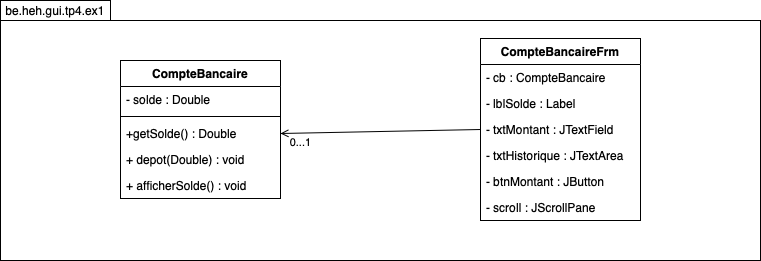 be.heh.gui.tp4.ex1
CompteBancaire
- solde : Double
+getSolde() : Double
+ depot(Double) : void
+ afficherSolde() : void
0...1
CompteBancaireFrm
- cb : CompteBancaire
- lblSolde : Label
- txtMontant : JTextField
- txtHistorique : JTextArea
- btnMontant : JButton
- scroll : JScrollPane